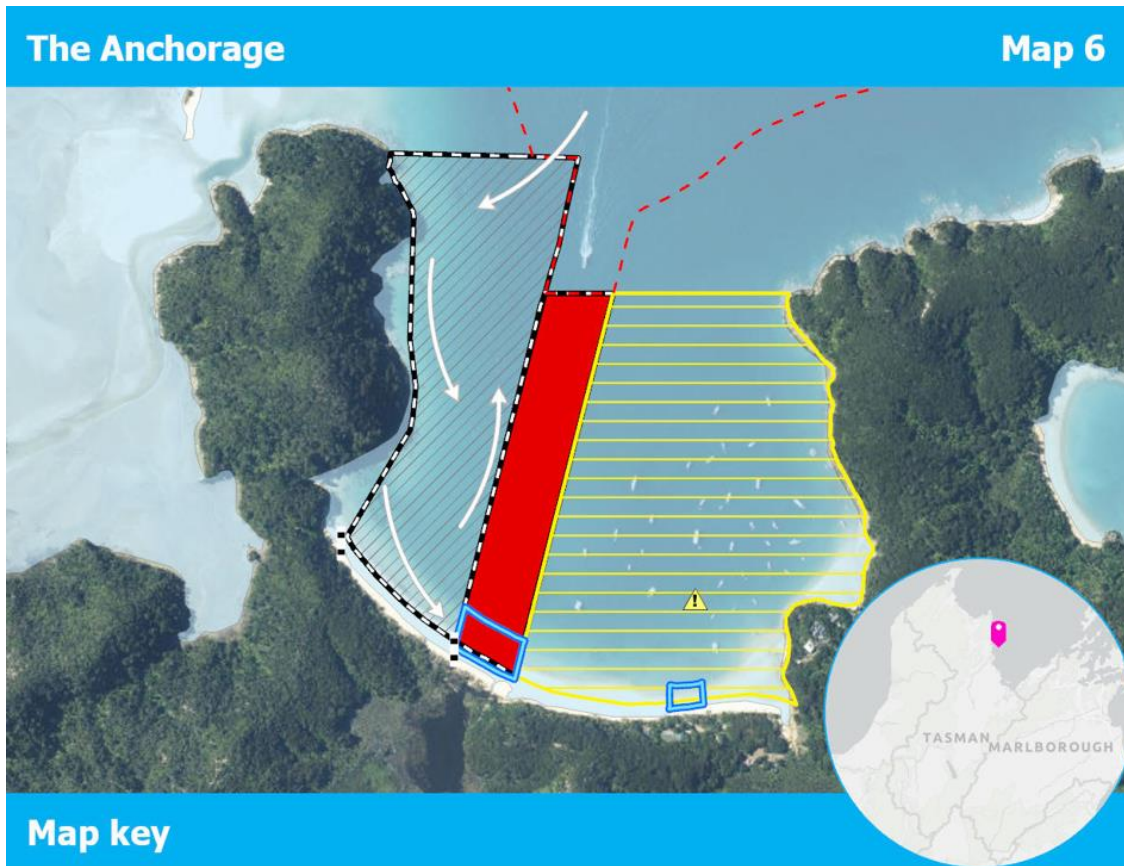 The Anchorage
Map 6
!
TASMAN
MARLBOROUGH
Map key